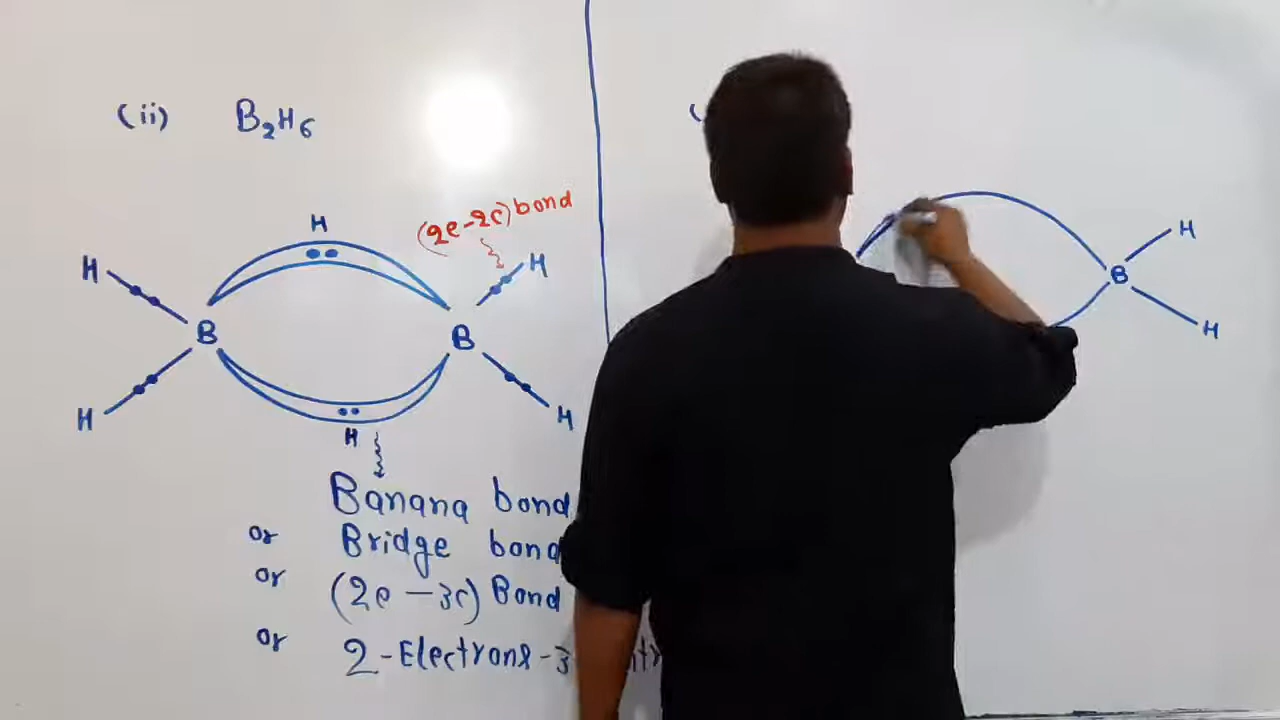 (ii) B₂H₆
(2e-2c) bond
H
H H
B B
H H
H
Banana bond
or Bridge bond
or (2e-3c) Bond
or 2-Electrons-3-
(
H
B
H